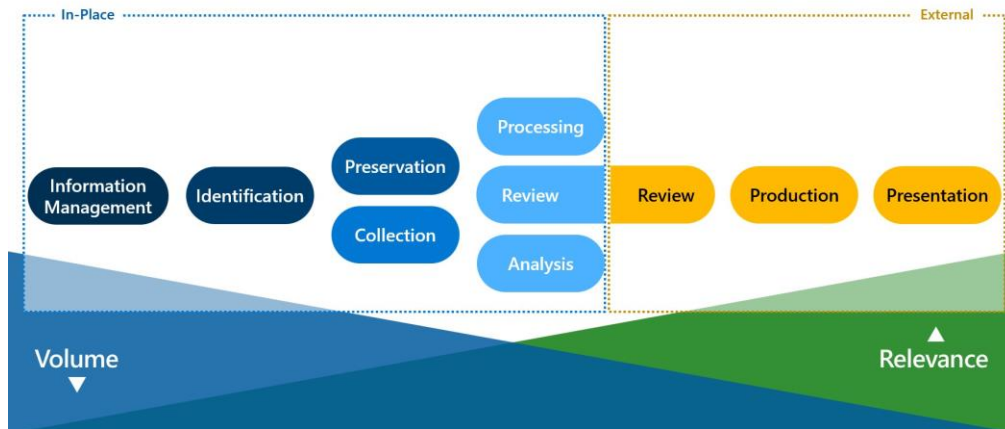 In-Place
External
Information
Management
Identification
Preservation
Collection
Processing
Review
Analysis
Review
Production
Presentation
Volume
Relevance